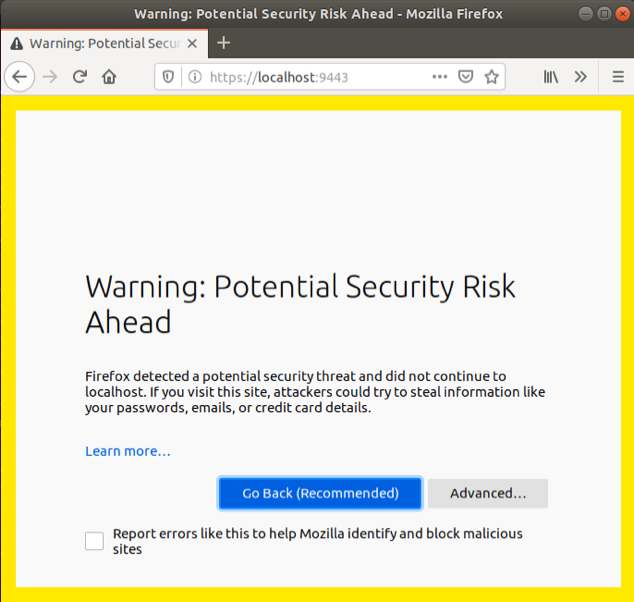 Warning: Potential Security Risk Ahead - Mozilla Firefox
Warning: Potential Secur
https://localhost:9443
Warning: Potential Security Risk
Ahead
Firefox detected a potential security threat and did not continue to
localhost. If you visit this site, attackers could try to steal information like
your passwords, emails, or credit card details.
Learn more…
Go Back (Recommended) Advanced…
Report errors like this to help Mozilla identify and block malicious
sites